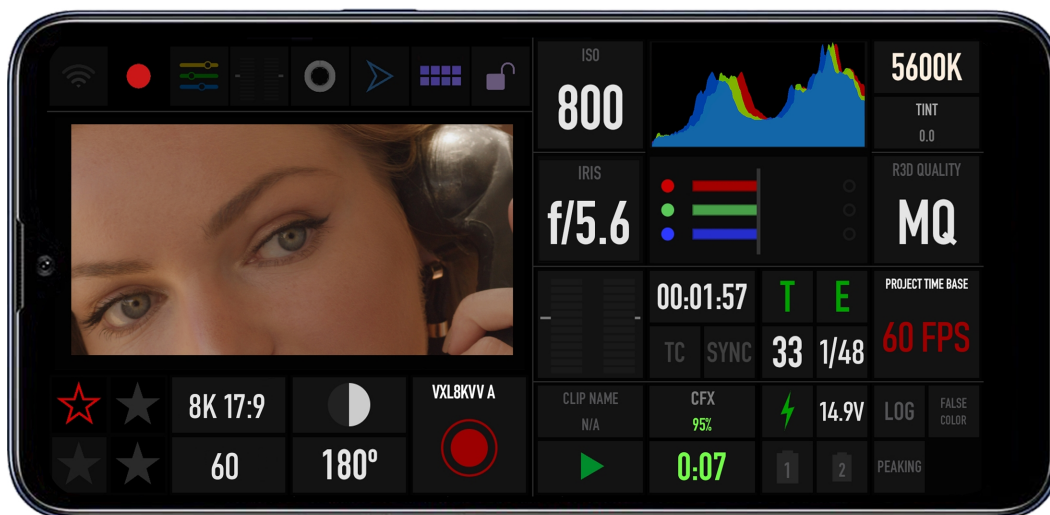 ISO
800
5600K
TINT
0.0
IRIS
f/5.6
R3D QUALITY
MQ
00:01:57
T
E
PROJECT TIME BASE
60 FPS
TC
SYNC
33
1/48
8K 17:9
VXL8KVV A
60
180º
CLIP NAME
N/A
CFX
95%
14.9V
LOG
FALSE
COLOR
0:07
1
2
PEAKING